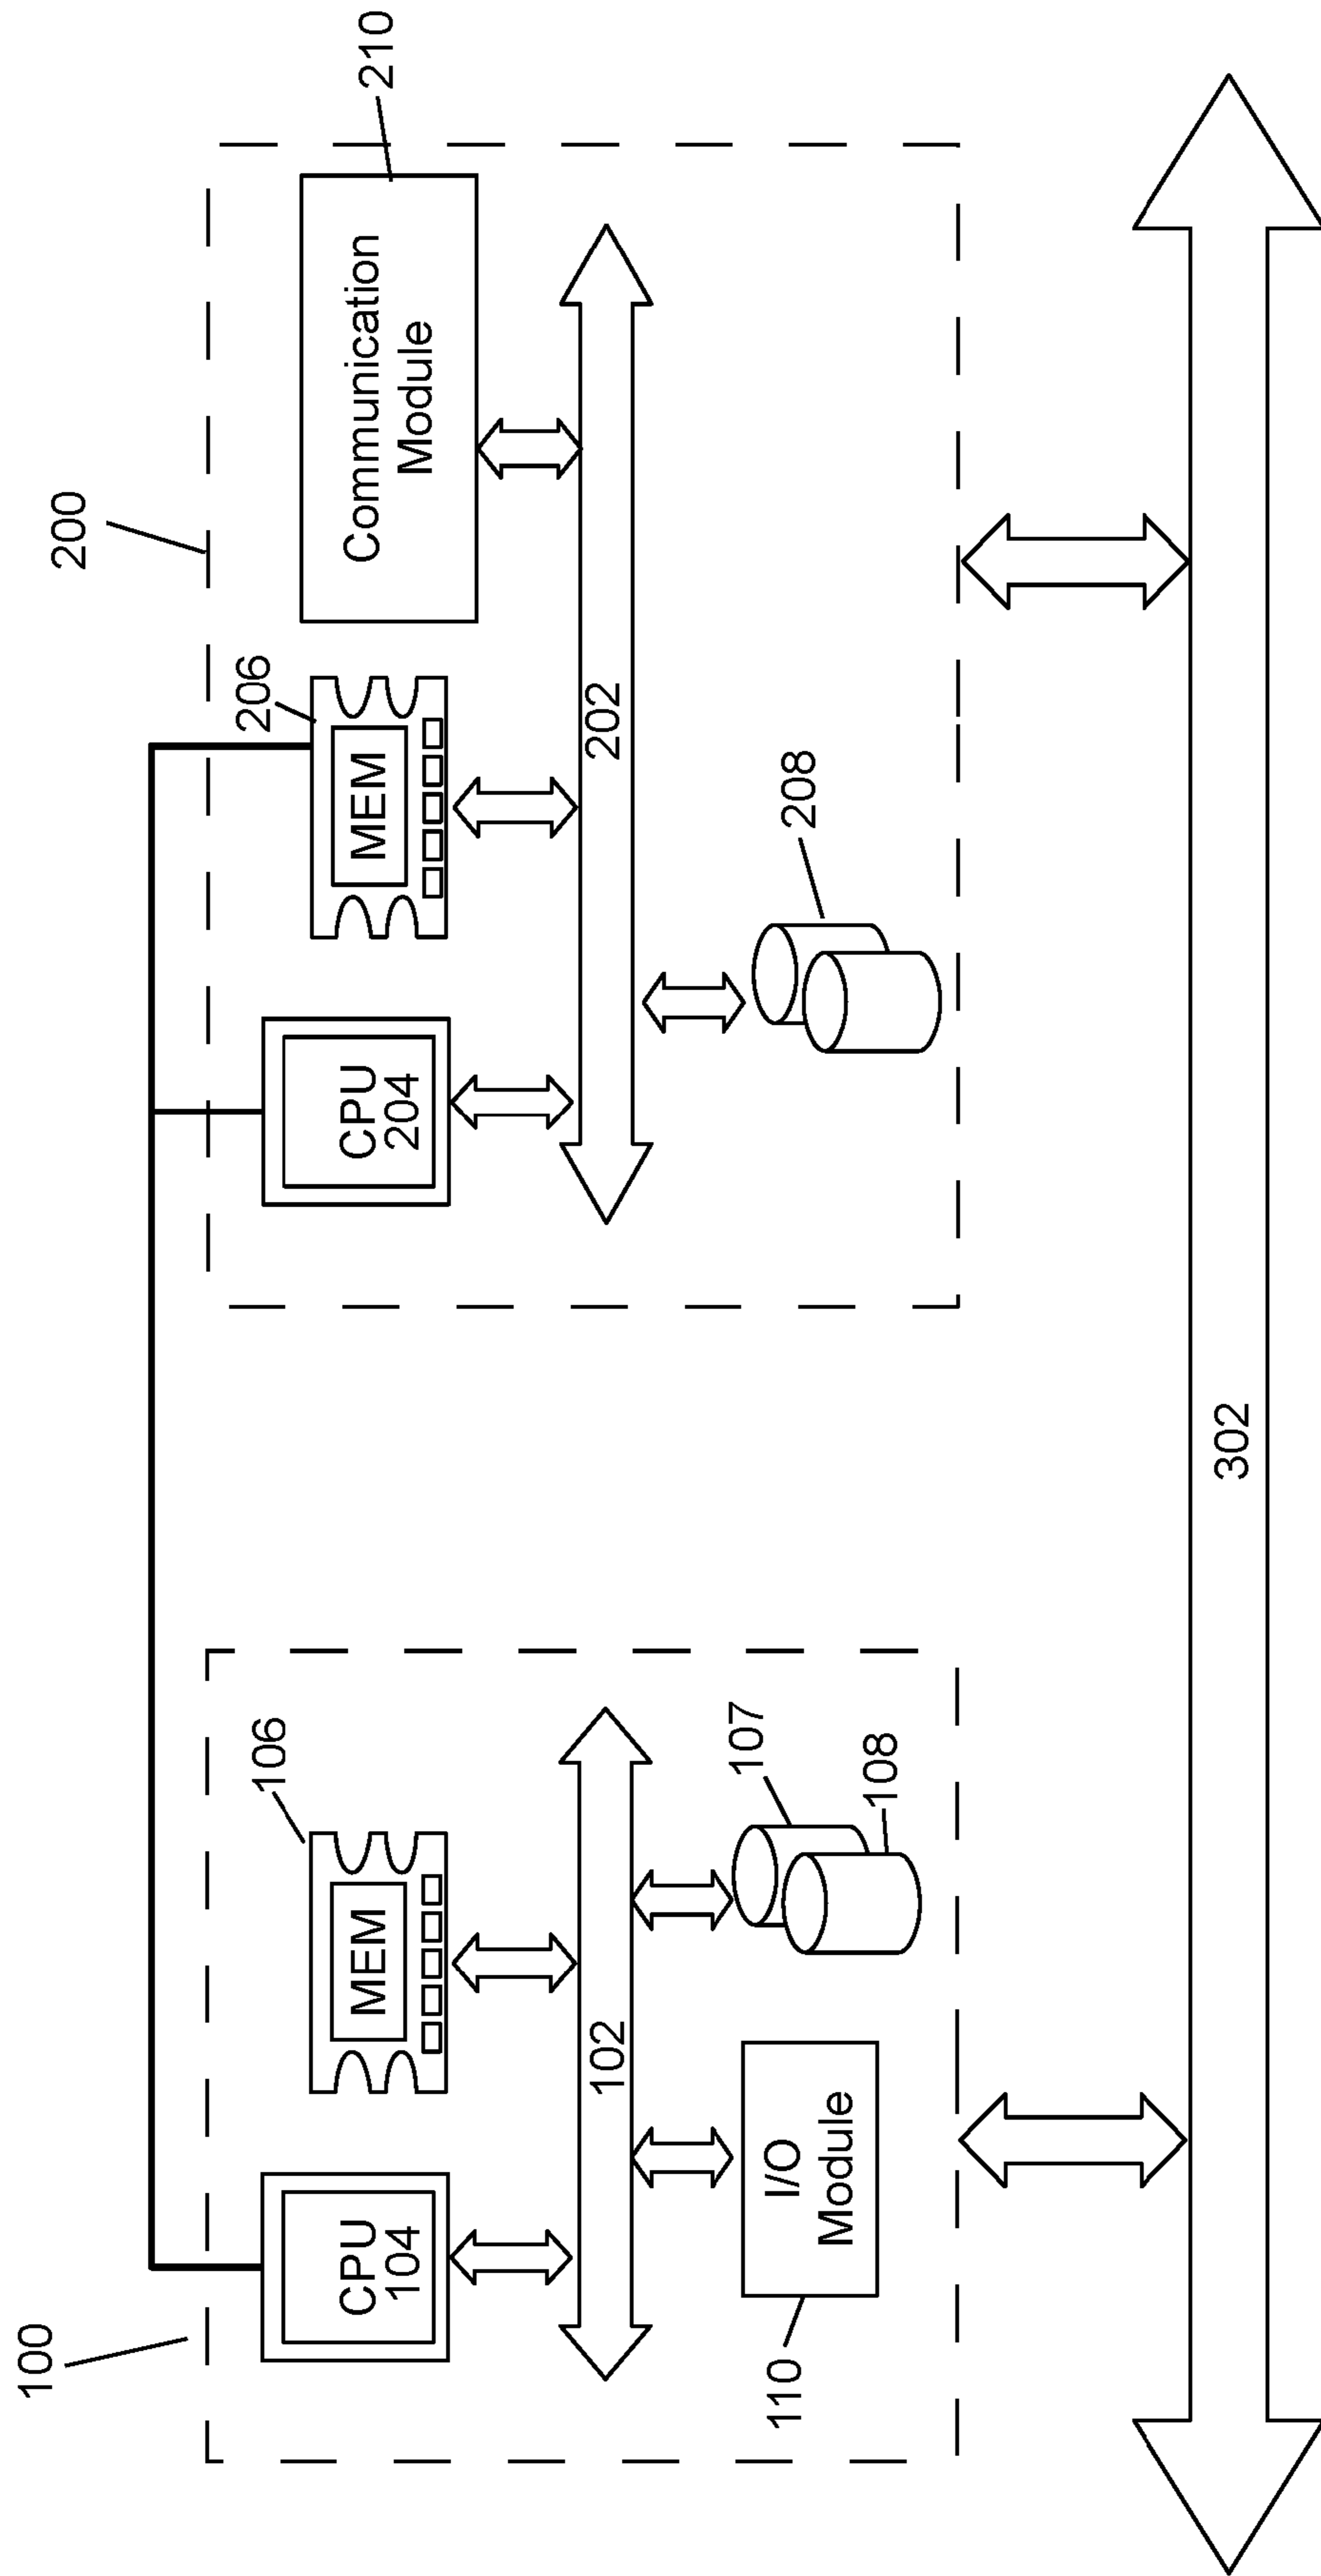 100
200
CPU
104
MEM
106
CPU
204
MEM
206
Communication
Module
210
102
202
I/O
Module
110
107
108
208
302